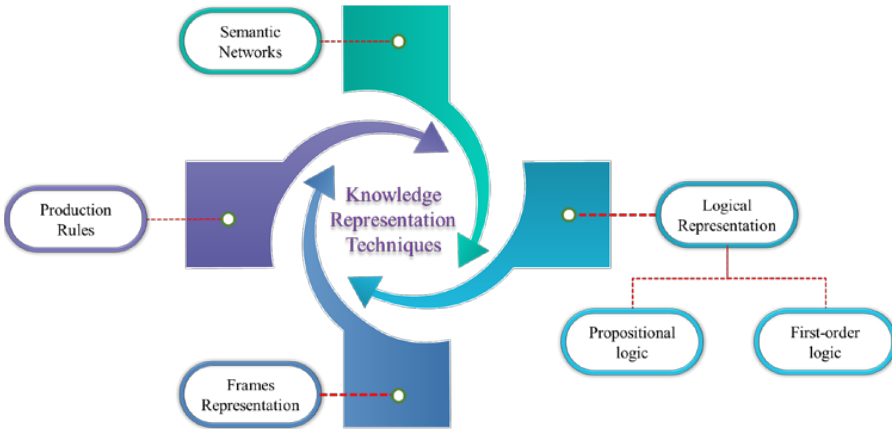 Semantic
Networks
Knowledge
Representation
Techniques
Production
Rules
Logical
Representation
Propositional
logic
First-order
logic
Frames
Representation